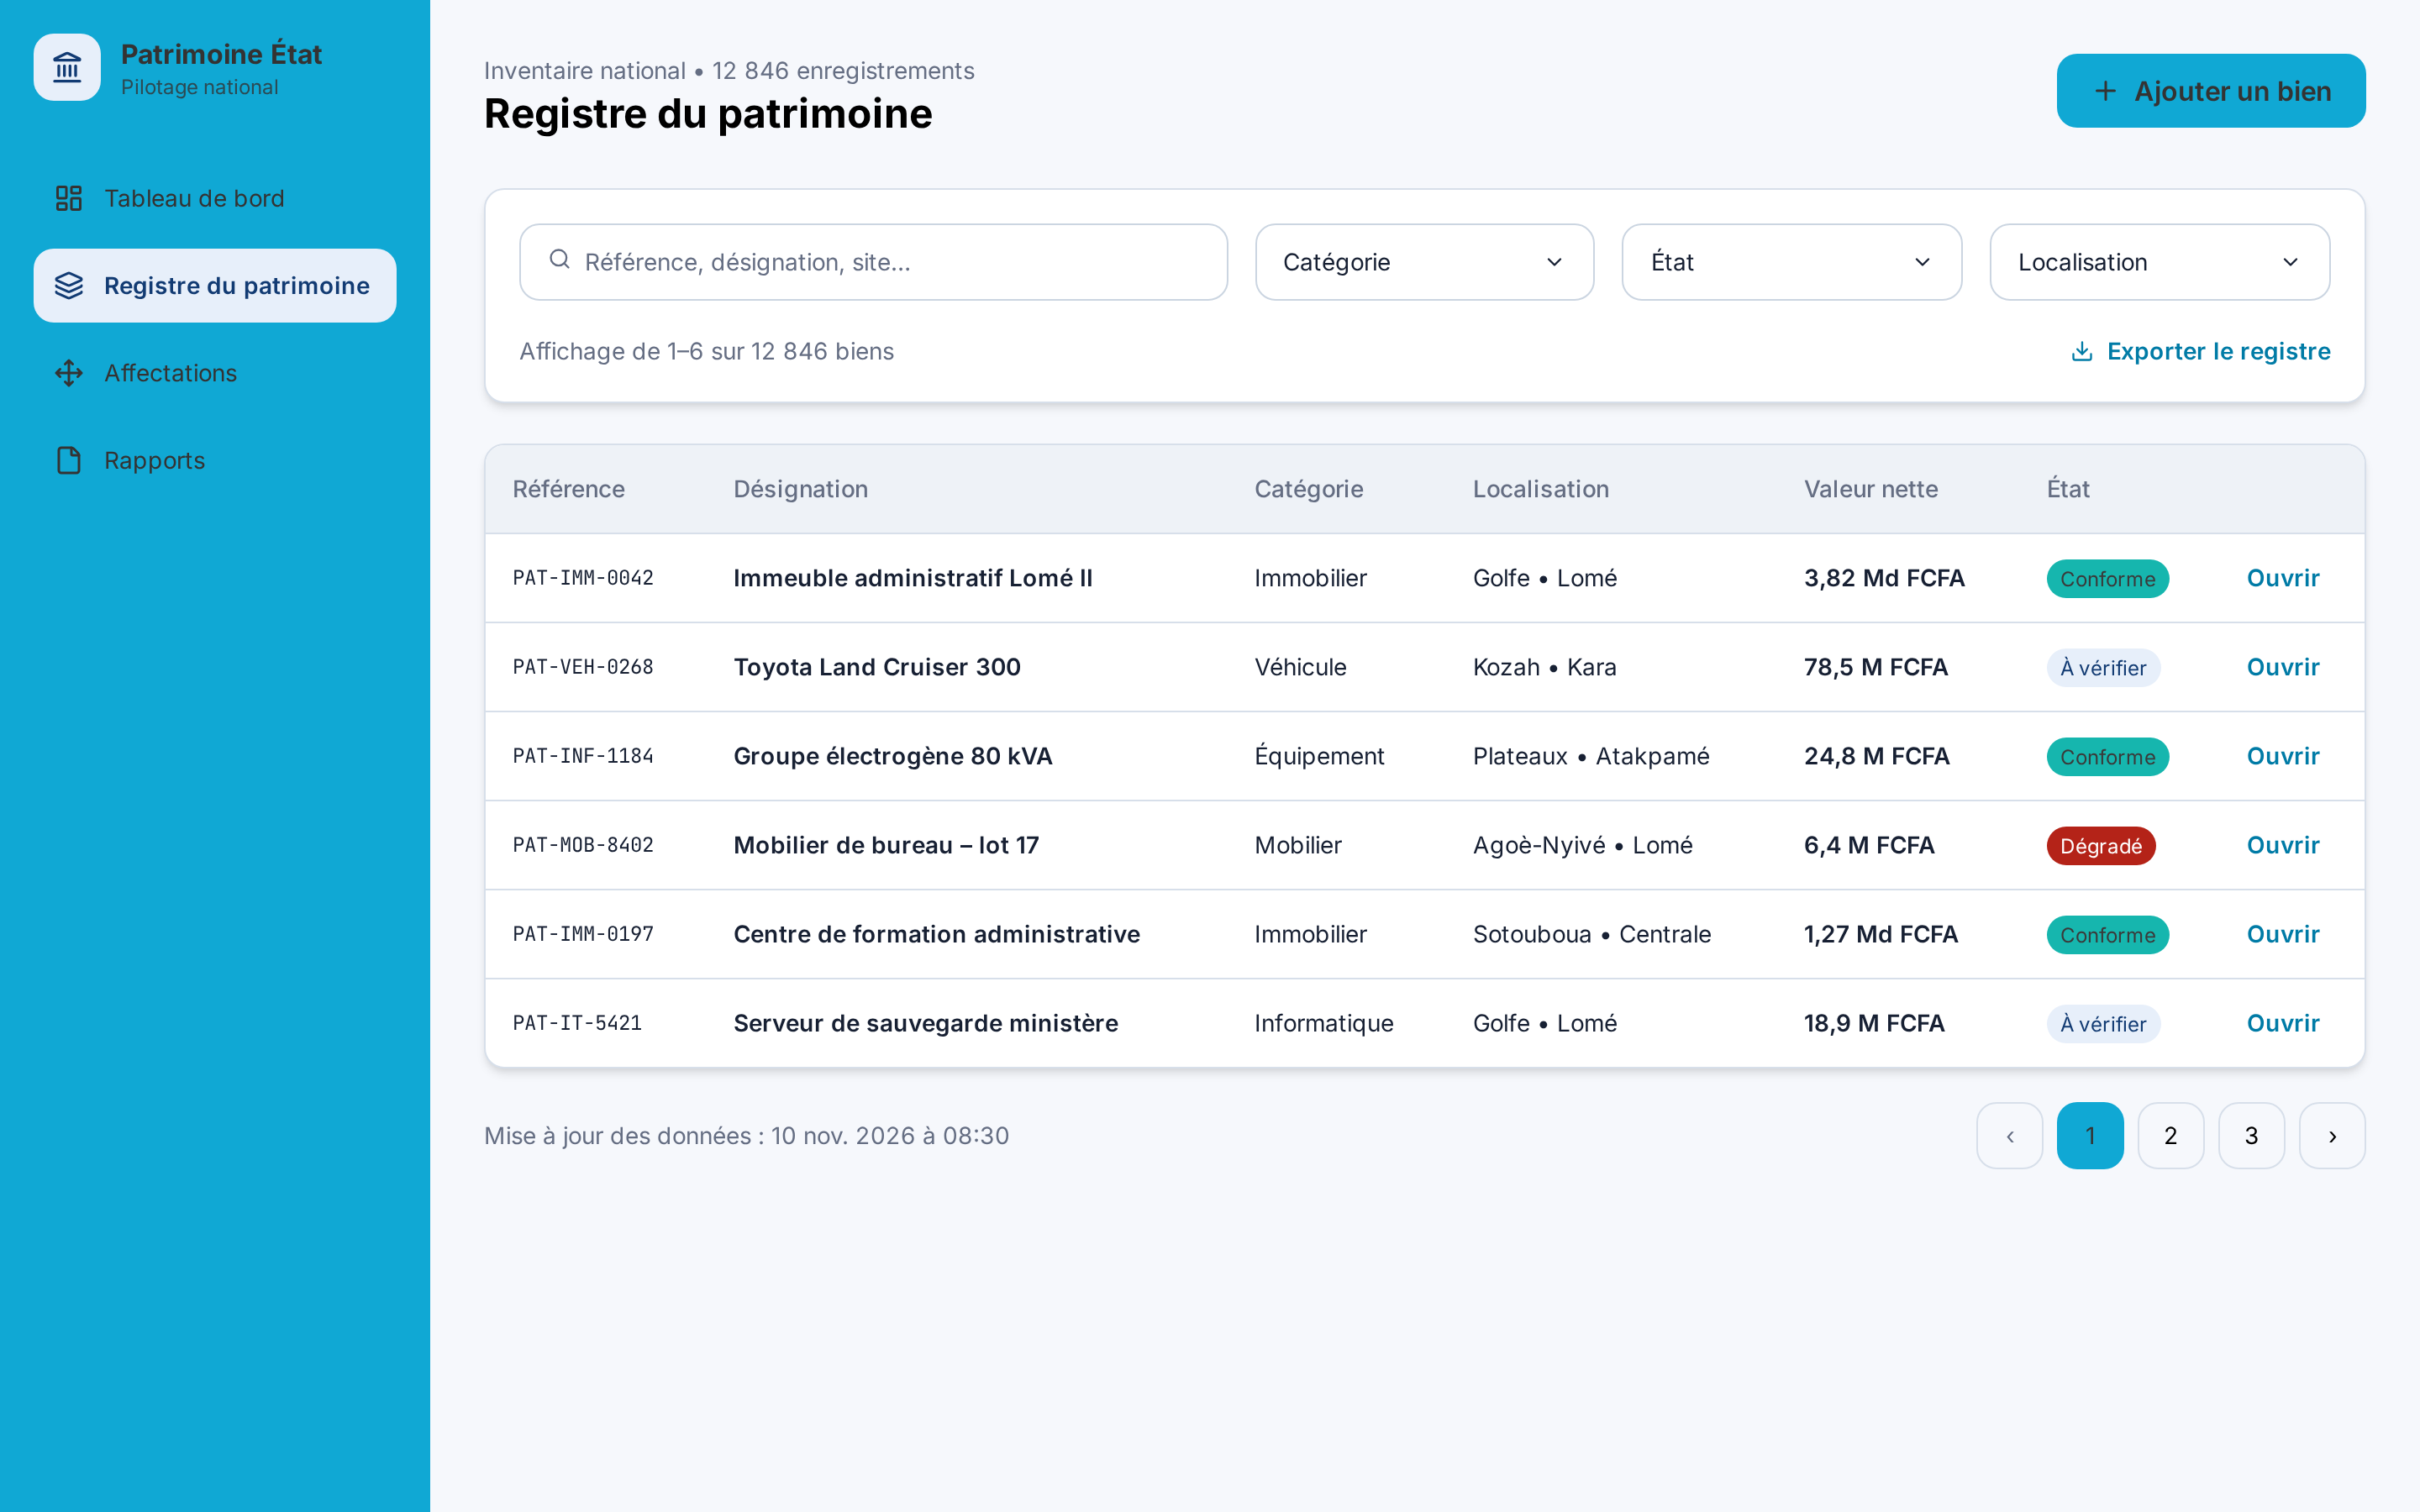 Patrimoine État
Pilotage national
Tableau de bord
Registre du patrimoine
Affectations
Rapports
Inventaire national • 12 846 enregistrements
Registre du patrimoine
+ Ajouter un bien
Référence, désignation, site... Catégorie État Localisation
Affichage de 1–6 sur 12 846 biens Exporter le registre
Référence Désignation Catégorie Localisation Valeur nette État
PAT-IMM-0042 Immeuble administratif Lomé II Immobilier Golfe • Lomé 3,82 Md FCFA Conforme Ouvrir
PAT-VEH-0268 Toyota Land Cruiser 300 Véhicule Kozah • Kara 78,5 M FCFA À vérifier Ouvrir
PAT-INF-1184 Groupe électrogène 80 kVA Équipement Plateaux • Atakpamé 24,8 M FCFA Conforme Ouvrir
PAT-MOB-8402 Mobilier de bureau – lot 17 Mobilier Agoè-Nyivé • Lomé 6,4 M FCFA Dégradé Ouvrir
PAT-IMM-0197 Centre de formation administrative Immobilier Sotouboua • Centrale 1,27 Md FCFA Conforme Ouvrir
PAT-IT-5421 Serveur de sauvegarde ministère Informatique Golfe • Lomé 18,9 M FCFA À vérifier Ouvrir
Mise à jour des données : 10 nov. 2026 à 08:30 ‹ 1 2 3 ›